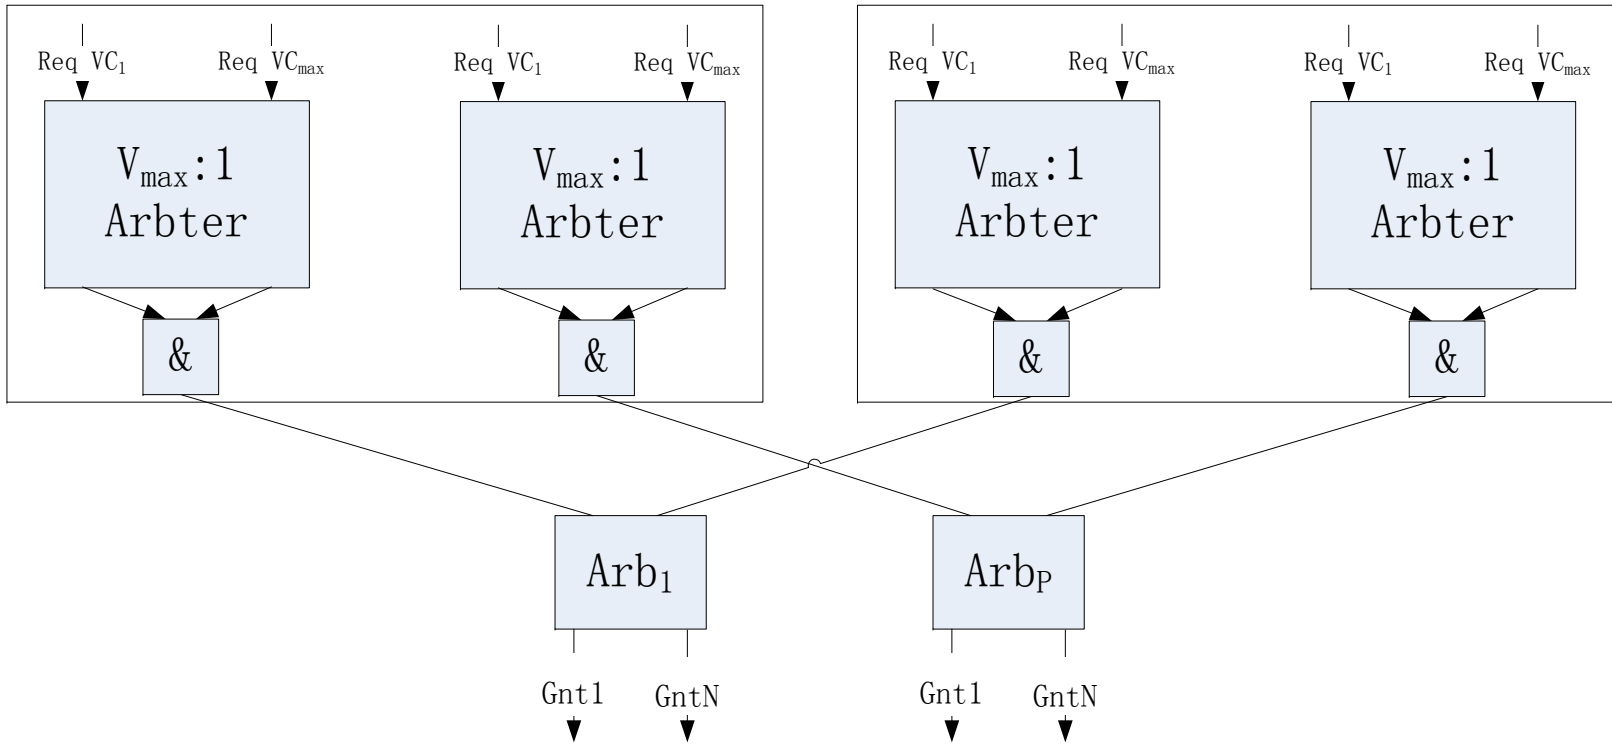 Req VC₁ Req VCₘₐₓ Req VC₁ Req VCₘₐₓ Req VC₁ Req VCₘₐₓ Req VC₁ Req VCₘₐₓ
Vₘₐₓ:1
Arbter
Vₘₐₓ:1
Arbter
Vₘₐₓ:1
Arbter
Vₘₐₓ:1
Arbter
& & & &
Arb₁ Arb_P
Gnt1 GntN Gnt1 GntN